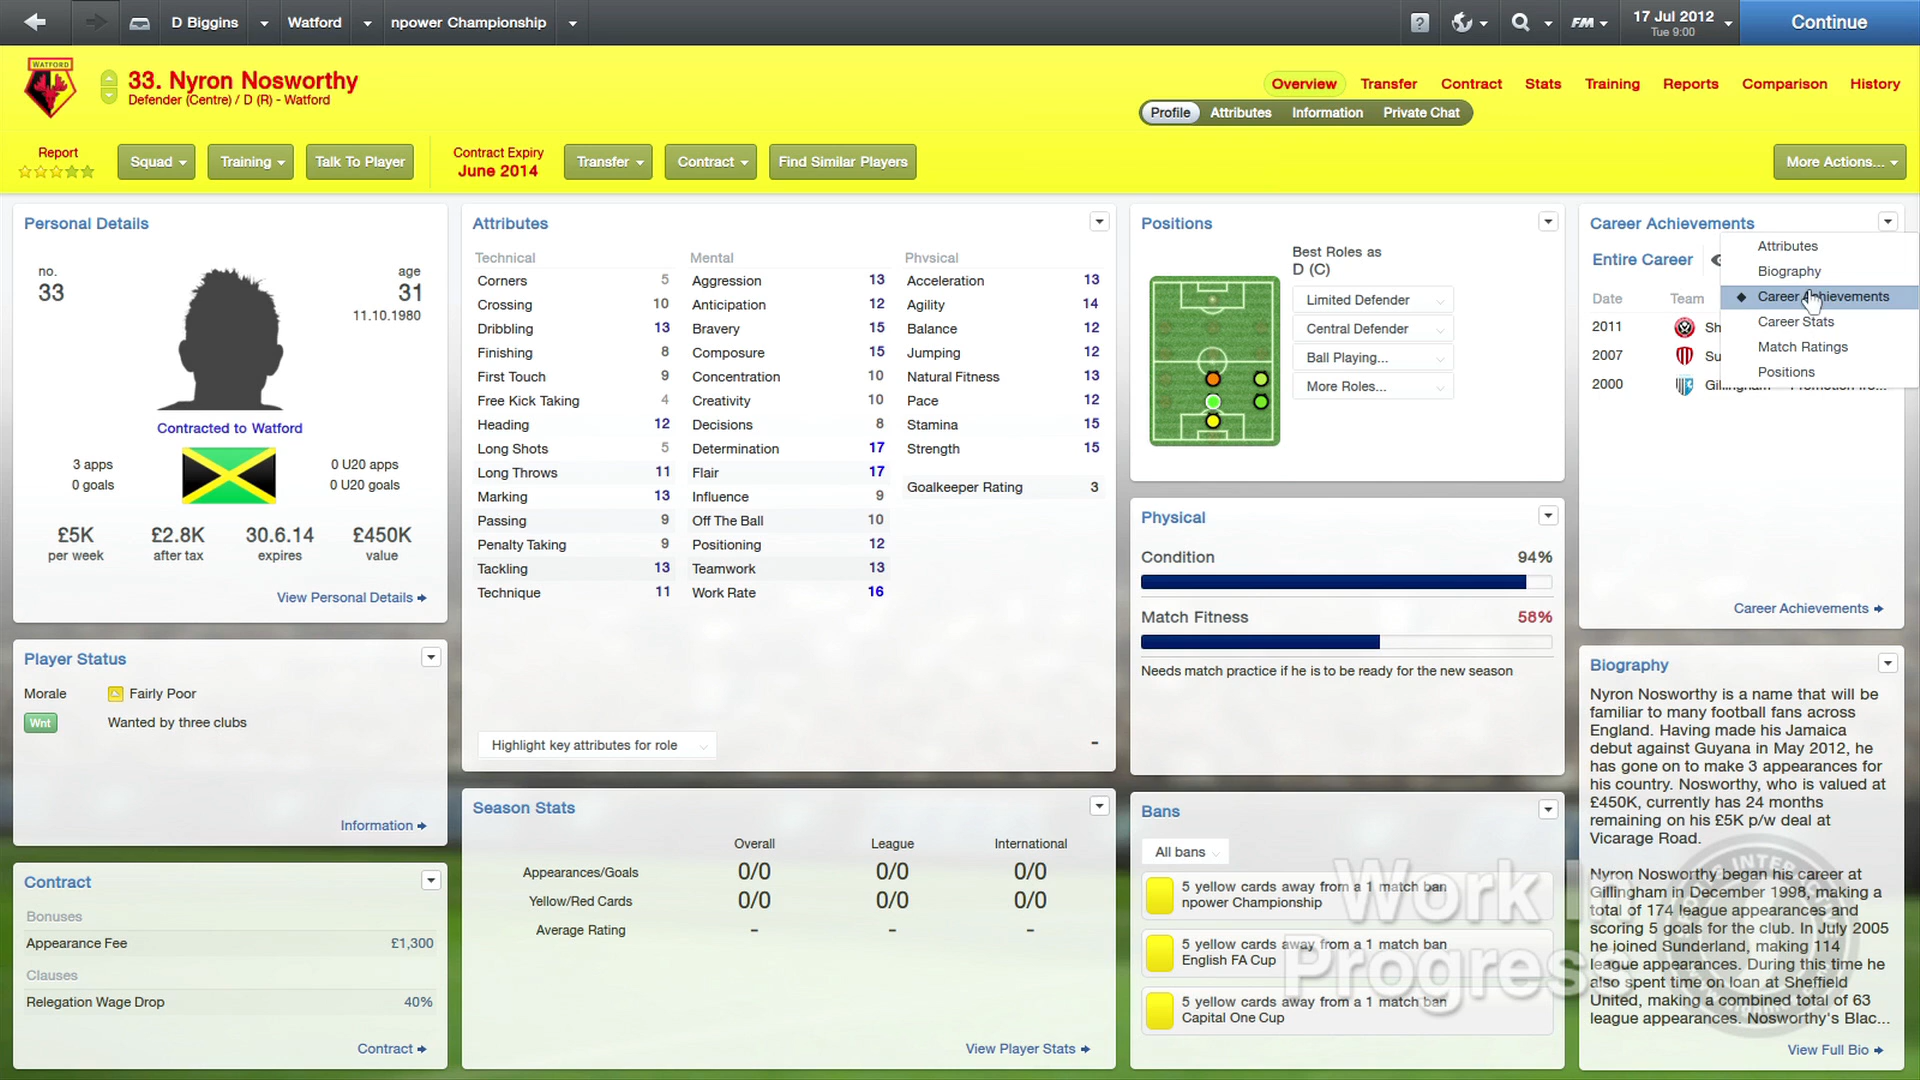 D Biggins
Watford
npower Championship
?
FM
17 Jul 2012
Tue 9:00
Continue
WATFORD
33. Nyron Nosworthy
Defender (Centre) / D (R) - Watford
Overview
Transfer
Contract
Stats
Training
Reports
Comparison
History
Profile
Attributes
Information
Private Chat
Report
Squad
Training
Talk To Player
Contract Expiry
June 2014
Transfer
Contract
Find Similar Players
More Actions...
Personal Details
no.
33
age
31
11.10.1980
Contracted to Watford
3 apps
0 goals
0 U20 apps
0 U20 goals
£5K
per week
£2.8K
after tax
30.6.14
expires
£450K
value
View Personal Details
Player Status
Morale
Fairly Poor
Wnt
Wanted by three clubs
Information
Contract
Bonuses
Appearance Fee £1,300
Clauses
Relegation Wage Drop 40%
Contract
Attributes
Technical
Corners 5
Crossing 10
Dribbling 13
Finishing 8
First Touch 9
Free Kick Taking 4
Heading 12
Long Shots 5
Long Throws 11
Marking 13
Passing 9
Penalty Taking 9
Tackling 13
Technique 11
Mental
Aggression 13
Anticipation 12
Bravery 15
Composure 15
Concentration 10
Creativity 10
Decisions 8
Determination 17
Flair 17
Influence 9
Off The Ball 10
Positioning 12
Teamwork 13
Work Rate 16
Physical
Acceleration 13
Agility 14
Balance 12
Jumping 12
Natural Fitness 13
Pace 12
Stamina 15
Strength 15
Goalkeeper Rating 3
Highlight key attributes for role
-
Season Stats
Overall League International
Appearances/Goals 0/0 0/0 0/0
Yellow/Red Cards 0/0 0/0 0/0
Average Rating - - -
View Player Stats
Positions
Best Roles as
D (C)
Limited Defender
Central Defender
Ball Playing...
More Roles...
Physical
Condition 94%
Match Fitness 58%
Needs match practice if he is to be ready for the new season
Bans
All bans
5 yellow cards away from a 1 match ban
npower Championship
5 yellow cards away from a 1 match ban
English FA Cup
5 yellow cards away from a 1 match ban
Capital One Cup
Career Achievements
Entire Career
Date Team
2011 Sh
2007 Su
2000
Attributes
Biography
Career Achievements
Career Stats
Match Ratings
Positions
Career Achievements
Biography
Nyron Nosworthy is a name that will be
familiar to many football fans across
England. Having made his Jamaica
debut against Guyana in May 2012, he
has gone on to make 3 appearances for
his country. Nosworthy, who is valued at
£450K, currently has 24 months
remaining on his £5K p/w deal at
Vicarage Road.
Nyron Nosworthy began his career at
Gillingham in December 1998, making a
total of 174 league appearances and
scoring 5 goals for the club. In July 2005
he joined Sunderland, making 114
league appearances. During this time he
also spent time on loan at Sheffield
United, making a combined total of 63
league appearances. Nosworthy's Blac...
View Full Bio
Work In
Progress